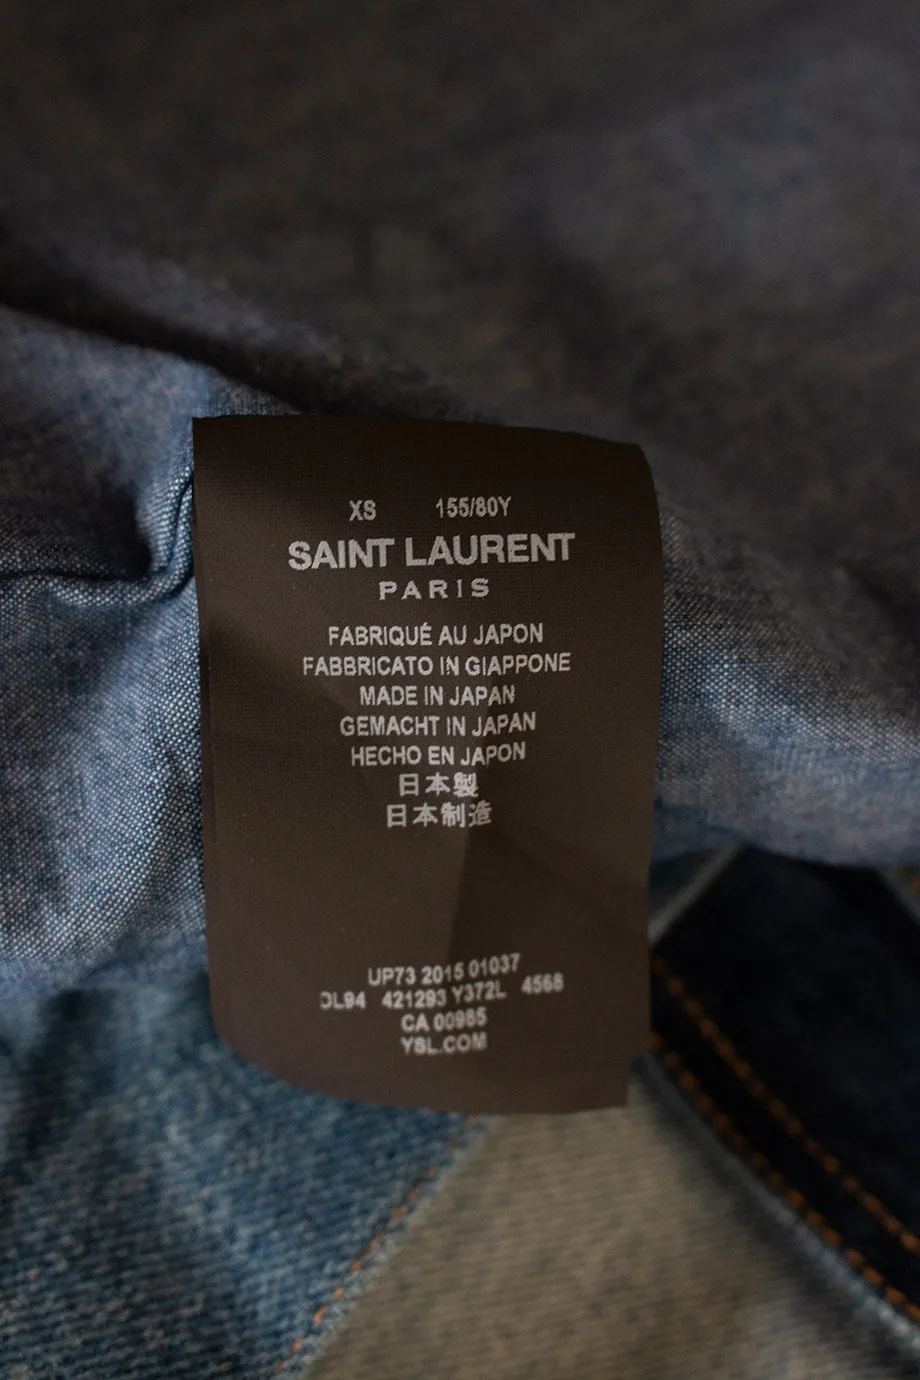 XS 155/80Y
SAINT LAURENT
PARIS
FABRIQUÉ AU JAPON
FABBRICATO IN GIAPPONE
MADE IN JAPAN
GEMACHT IN JAPAN
HECHO EN JAPON
日本製
日本制造
UP73 2015 01037
421293 Y372L 4568
CA 00985
YSL.COM